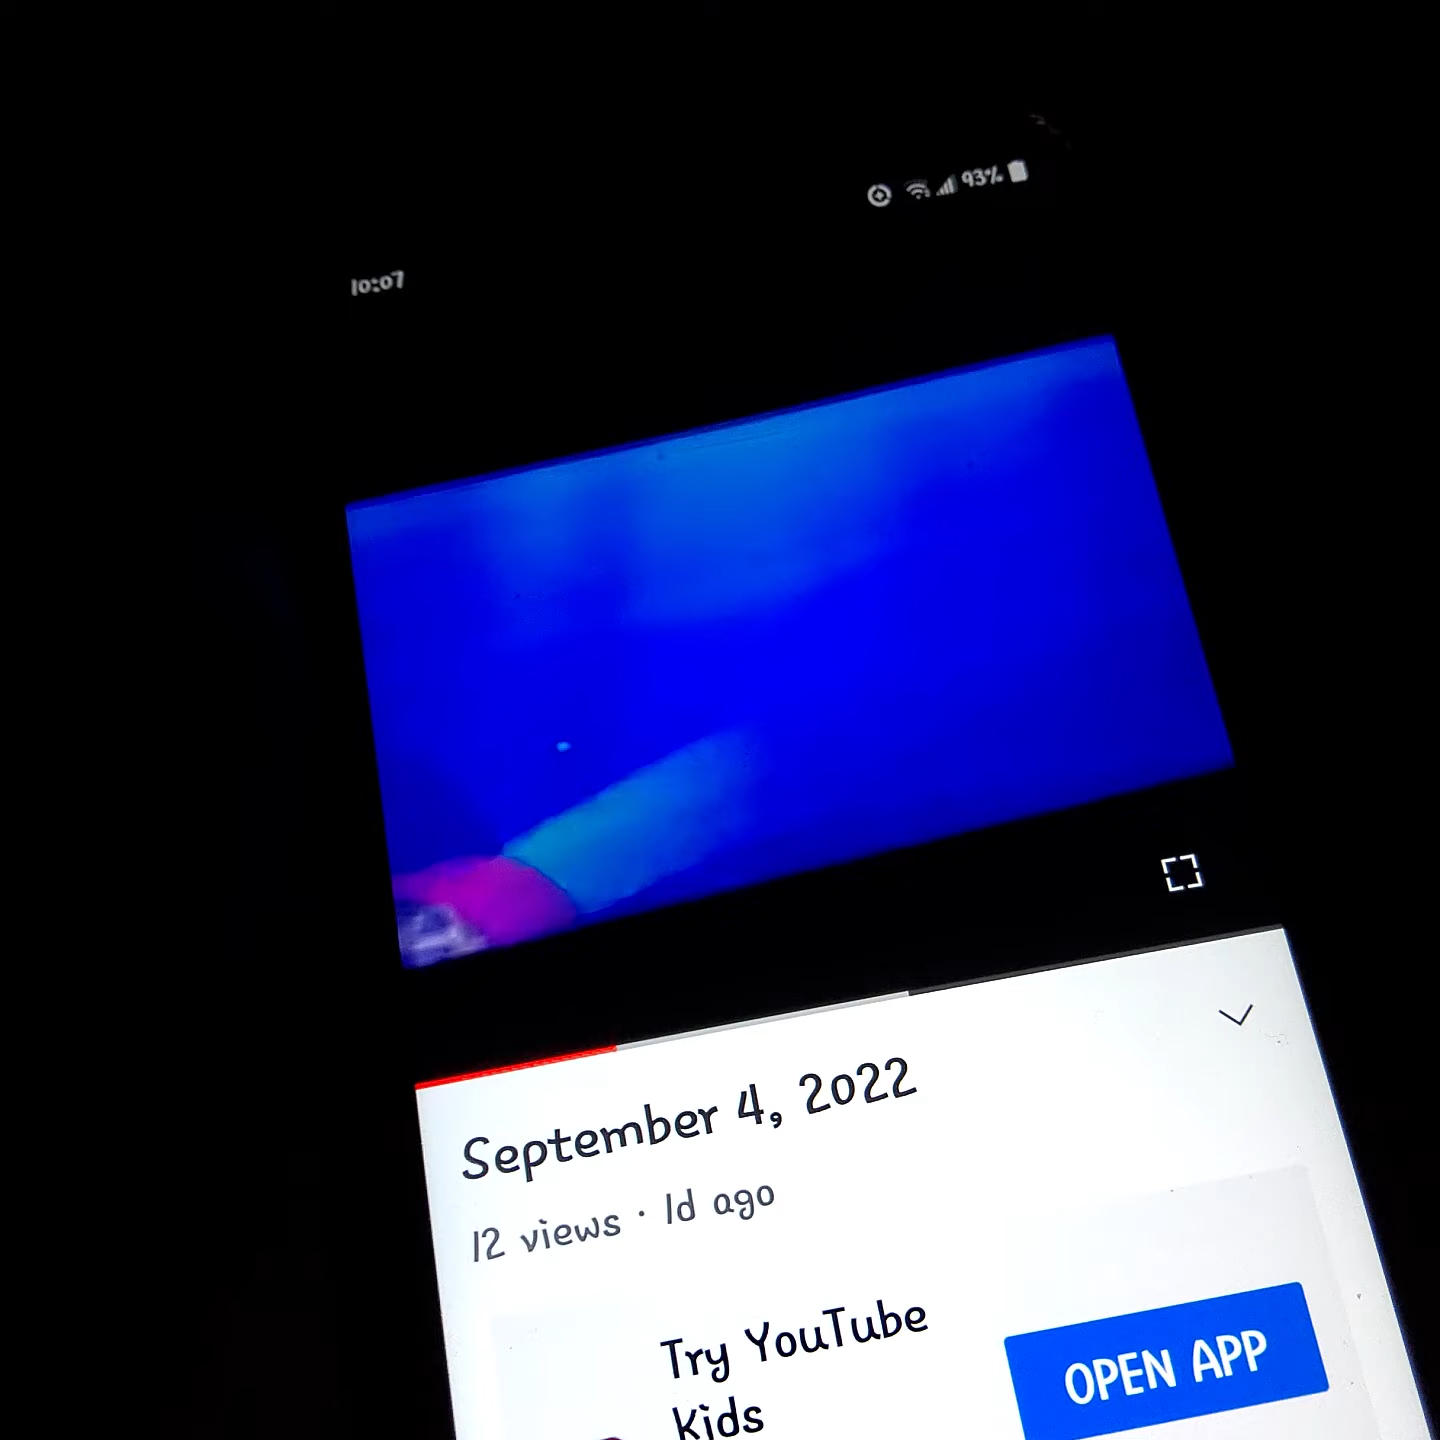 93%
10:07
September 4, 2022
12 views · 1d ago
Try YouTube
Kids
OPEN APP